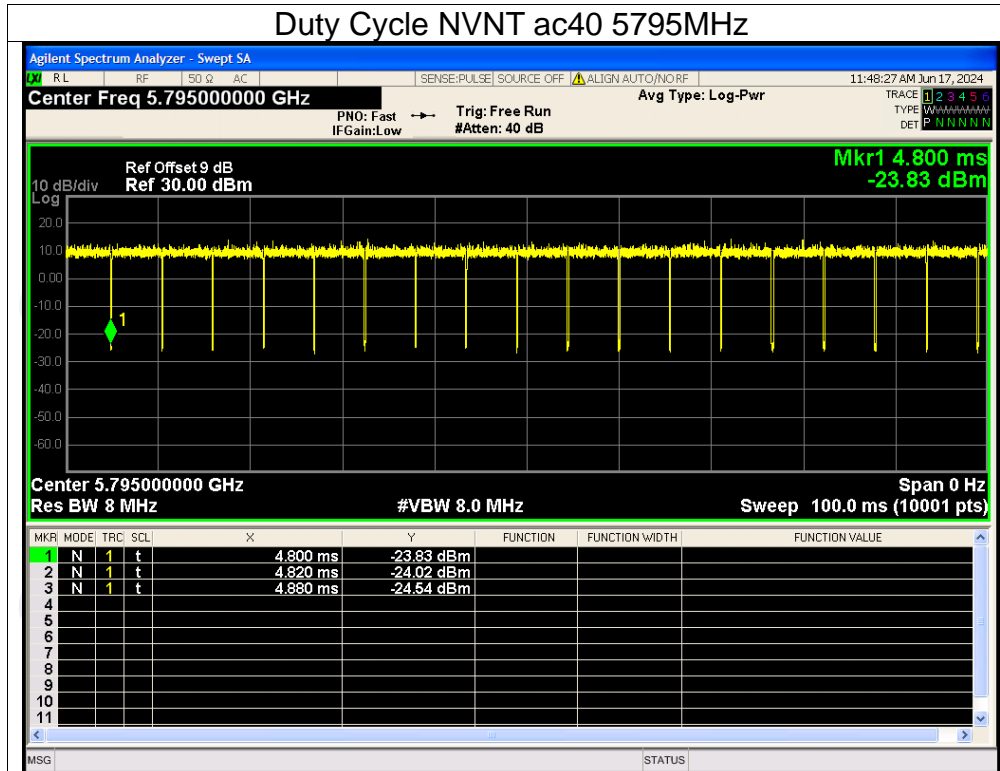 Duty Cycle NVNT ac40 5795MHz
Agilent Spectrum Analyzer - Swept SA
LXI RL RF 50 Ω AC SENSE:PULSE SOURCE OFF ALIGN AUTO/NO RF 11:48:27 AM Jun 17, 2024
Center Freq 5.795000000 GHz Avg Type: Log-Pwr TRACE 1 2 3 4 5 6
PNO: Fast Trig: Free Run TYPE WWWWWW
IFGain:Low #Atten: 40 dB DET P N N N N N
Mkr1 4.800 ms
Ref Offset 9 dB
10 dB/div Ref 30.00 dBm -23.83 dBm
Log
20.0
10.0
0.00
-10.0
1
-20.0
-30.0
-40.0
-50.0
-60.0
Center 5.795000000 GHz Span 0 Hz
Res BW 8 MHz #VBW 8.0 MHz Sweep 100.0 ms (10001 pts)
MKR MODE TRC SCL X Y FUNCTION FUNCTION WIDTH FUNCTION VALUE
1 N 1 t 4.800 ms -23.83 dBm
2 N 1 t 4.820 ms -24.02 dBm
3 N 1 t 4.880 ms -24.54 dBm
4
5
6
7
8
9
10
11
MSG STATUS